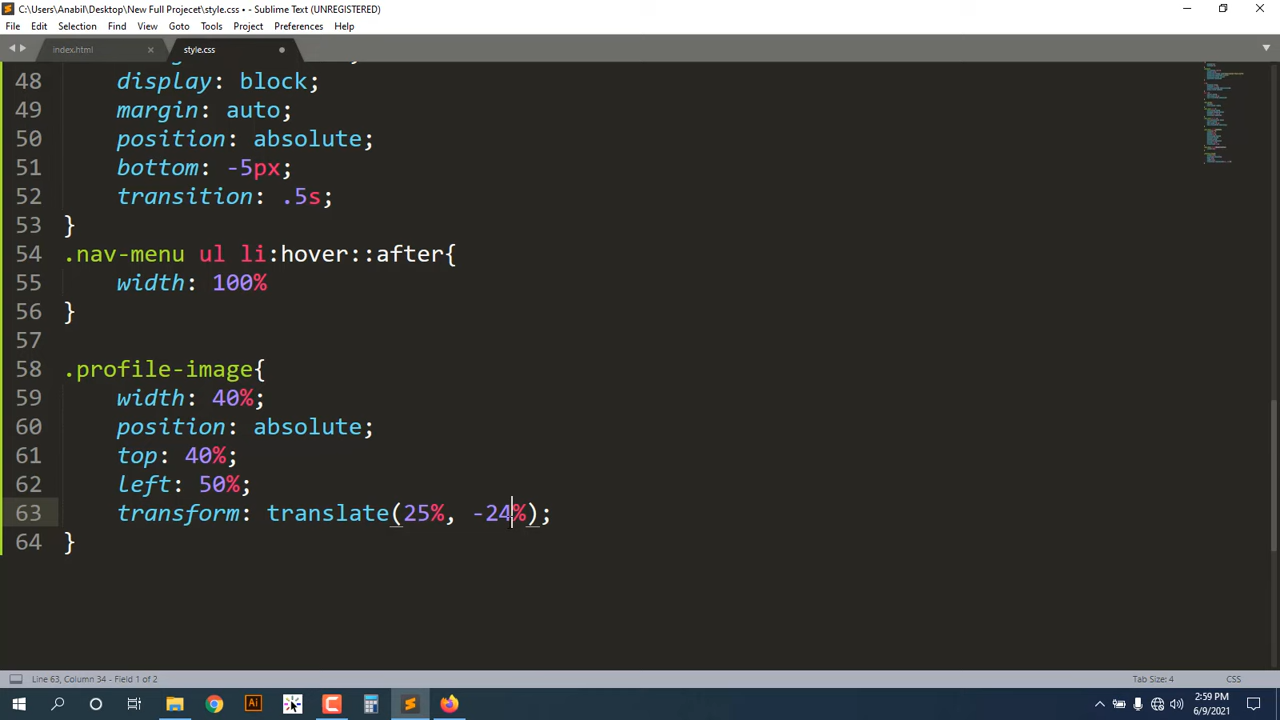 C:\Users\Anabil\Desktop\New Full Projecet\style.css • - Sublime Text (UNREGISTERED)
File Edit Selection Find View Goto Tools Project Preferences Help
index.html style.css
48 display: block;
49 margin: auto;
50 position: absolute;
51 bottom: -5px;
52 transition: .5s;
53 }
54 .nav-menu ul li:hover::after{
55 width: 100%
56 }
57
58 .profile-image{
59 width: 40%;
60 position: absolute;
61 top: 40%;
62 left: 50%;
63 transform: translate(25%, -24%);
64 }
Line 63, Column 34 - Field 1 of 2 Tab Size: 4 CSS
Ai
2:59 PM
6/9/2021